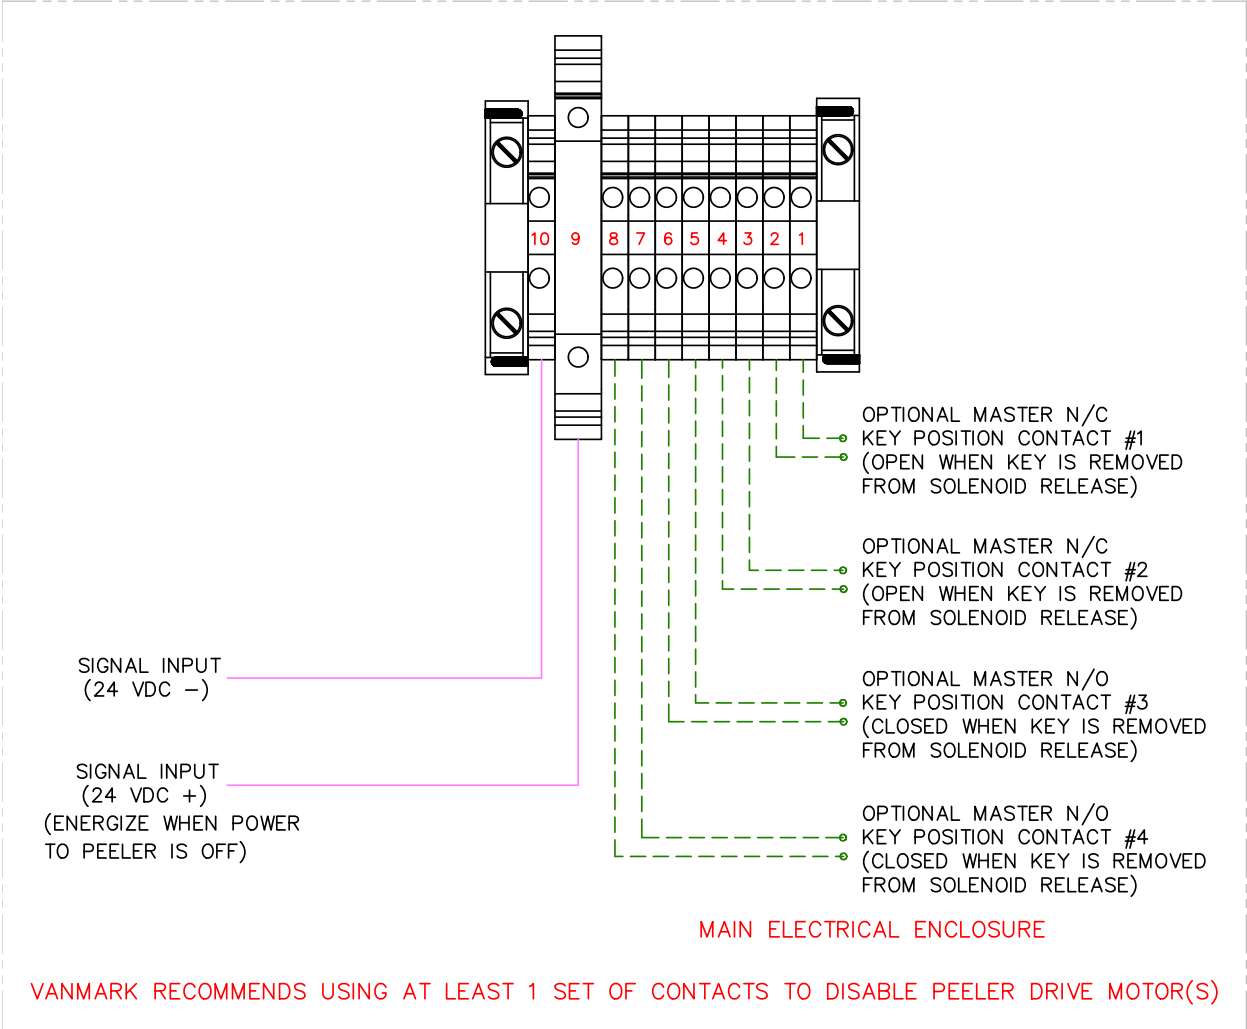 10 9 8 7 6 5 4 3 2 1
OPTIONAL MASTER N/C
KEY POSITION CONTACT #1
(OPEN WHEN KEY IS REMOVED
FROM SOLENOID RELEASE)
OPTIONAL MASTER N/C
KEY POSITION CONTACT #2
(OPEN WHEN KEY IS REMOVED
FROM SOLENOID RELEASE)
SIGNAL INPUT
(24 VDC –)
OPTIONAL MASTER N/O
KEY POSITION CONTACT #3
(CLOSED WHEN KEY IS REMOVED
FROM SOLENOID RELEASE)
SIGNAL INPUT
(24 VDC +)
(ENERGIZE WHEN POWER
TO PEELER IS OFF)
OPTIONAL MASTER N/O
KEY POSITION CONTACT #4
(CLOSED WHEN KEY IS REMOVED
FROM SOLENOID RELEASE)
MAIN ELECTRICAL ENCLOSURE
VANMARK RECOMMENDS USING AT LEAST 1 SET OF CONTACTS TO DISABLE PEELER DRIVE MOTOR(S)